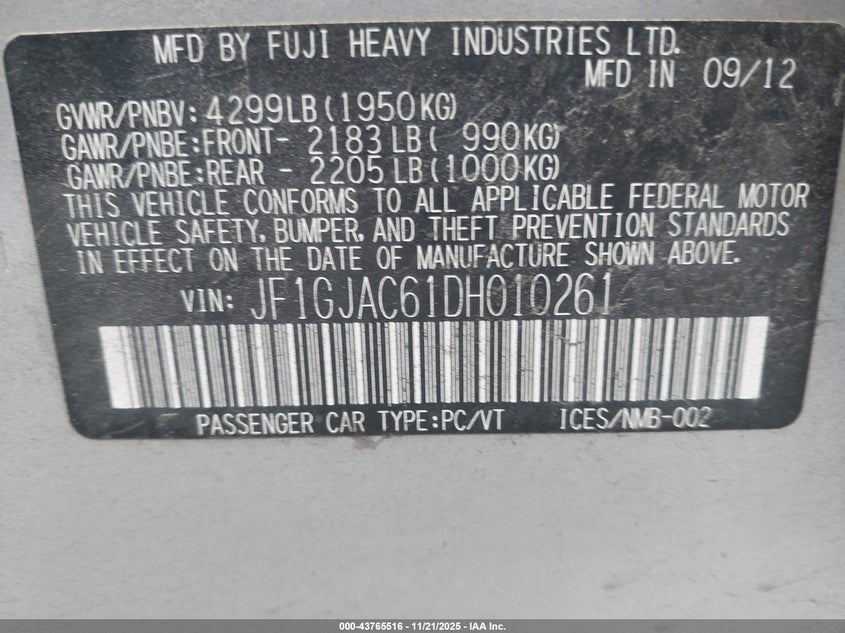 MFD BY FUJI HEAVY INDUSTRIES LTD.
MFD IN 09/12
GVWR/PNBV: 4299LB(1950KG)
GAWR/PNBE:FRONT- 2183LB( 990KG)
GAWR/PNBE:REAR - 2205LB(1000KG)
THIS VEHICLE CONFORMS TO ALL APPLICABLE FEDERAL MOTOR
VEHICLE SAFETY, BUMPER, AND THEFT PREVENTION STANDARDS
IN EFFECT ON THE DATE OF MANUFACTURE SHOWN ABOVE.
VIN: JF1GJAC61DH010261
PASSENGER CAR TYPE:PC/VT ICES/NMB-002
000-43765516 - 11/21/2025 - IAA Inc.